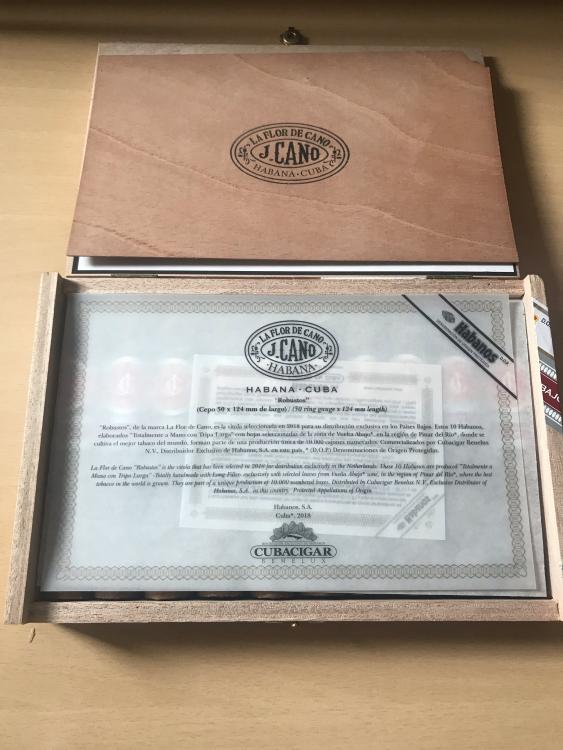 LA FLOR DE CANO
J. CANO
HABANA · CUBA
LA FLOR DE CANO
J. CANO
· HABANA ·
Habanos
HABANA · CUBA
"Robustos"
(Cepo 50 x 124 mm de largo) / (50 ring gauge x 124 mm length)
"Robustos", de la marca La Flor de Cano, es la vitola seleccionada en 2018 para su distribución exclusiva en los Países Bajos. Estos 10 Habanos,
elaborados "Totalmente a Mano con Tripa Larga" con hojas seleccionadas de la zona de Vuelta Abajo*, en la región de Pinar del Río*, donde se
cultiva el mejor tabaco del mundo, forman parte de una producción única de 10.000 cajones numerados. Comercializados por Cubacigar Benelux
N.V., Distribuidor Exclusivo de Habanos, S.A. en este país. * (D.O.P.) Denominaciones de Origen Protegidas.
La Flor de Cano "Robustos" is the vitola that has been selected in 2018 for distribution exclusively in the Netherlands. These 10 Habanos are produced "Totalmente a
Mano con Tripa Larga" -Totally Handmade with Long Filler- exclusively with selected leaves from Vuelta Abajo* zone, in the region of Pinar del Río*, where the best
tobacco in the world is grown. They are part of a unique production of 10.000 numbered boxes. Distributed by Cubacigar Benelux N.V., Exclusive Distributor of
Habanos, S.A. in this country. *Protected Appellations of Origin.
Habanos, S.A.
Cuba*, 2018
CUBACIGAR
BENELUX